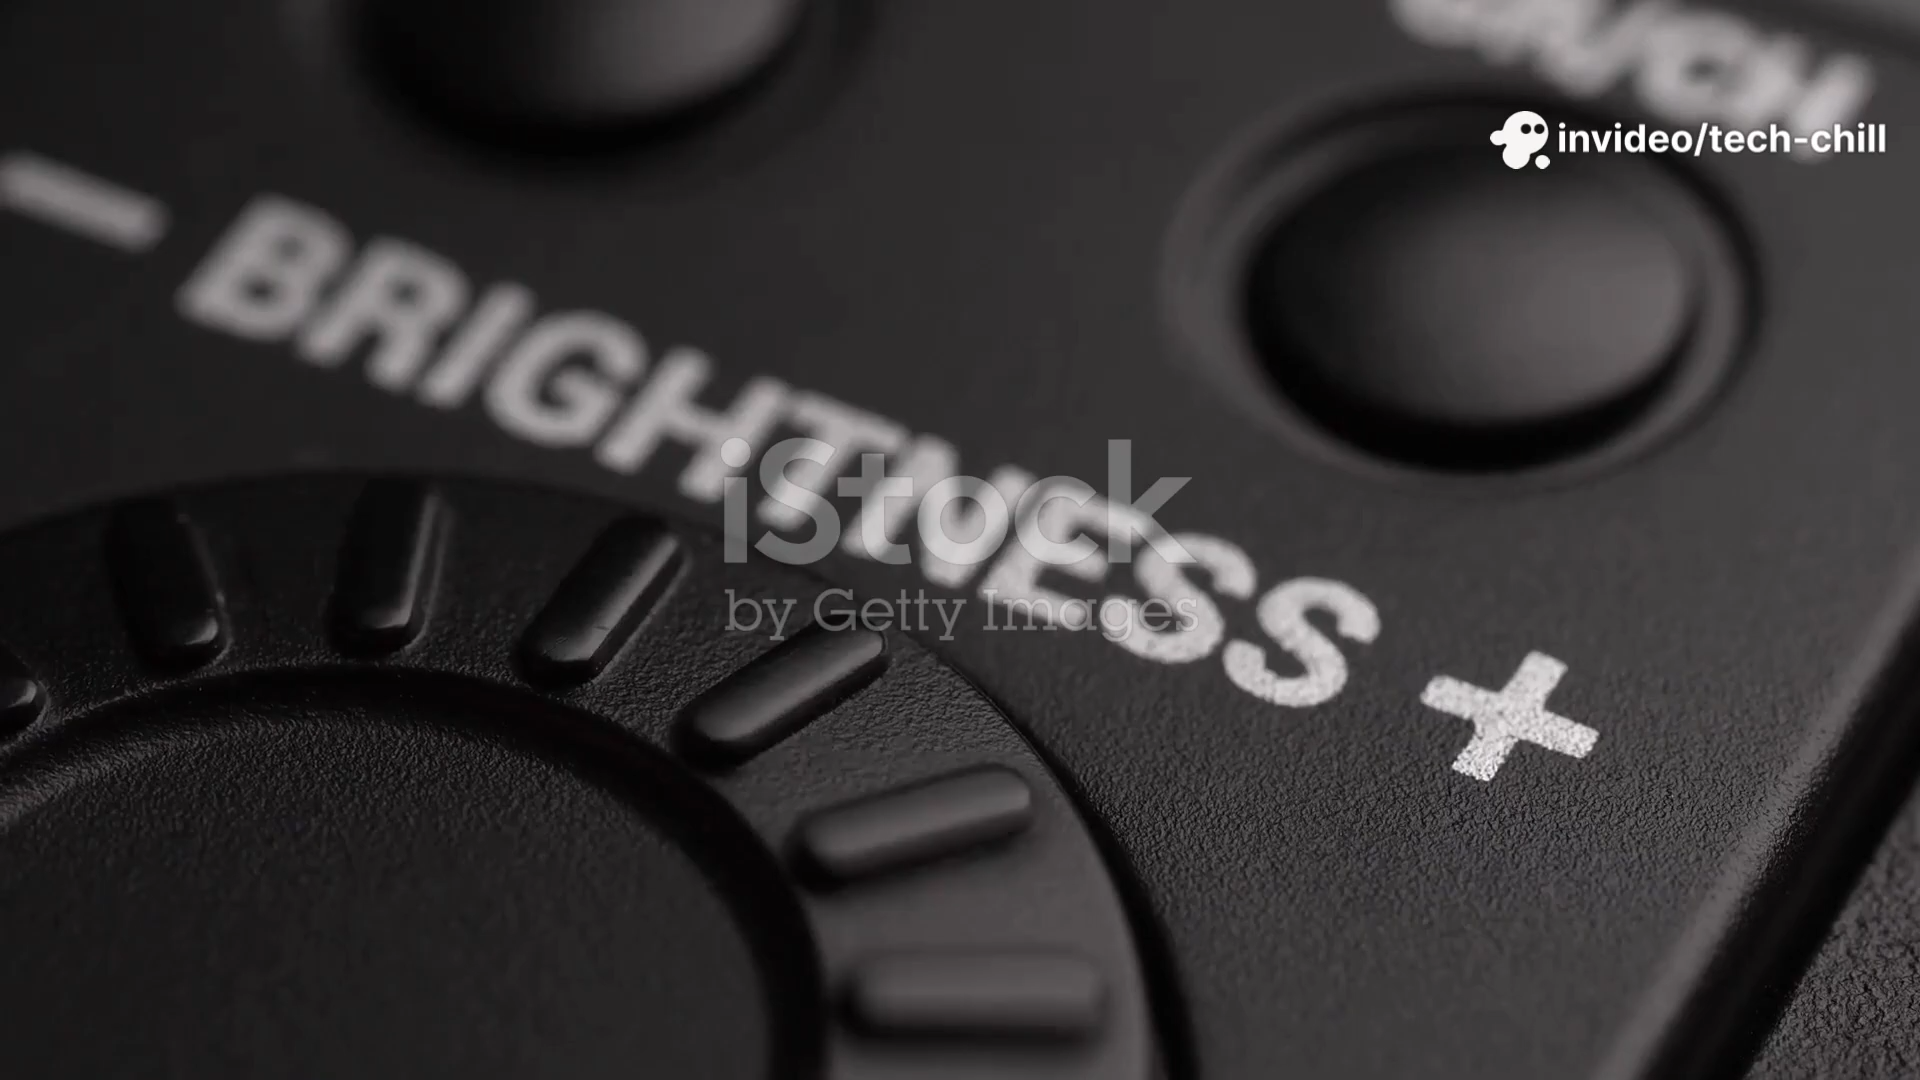 invideo/tech-chill
— BRIGHTNESS +
iStock
by Getty Images